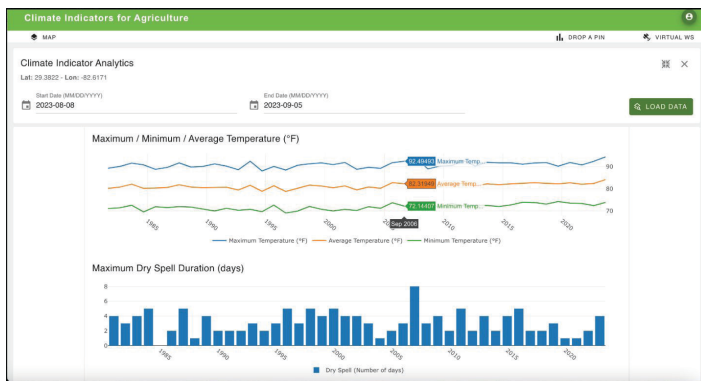 Climate Indicators for Agriculture
MAP
DROP A PIN
VIRTUAL WS
Climate Indicator Analytics
Lat: 29.3822 - Lon: -82.6171
Start Date (MM/DD/YYYY)
2023-08-08
End Date (MM/DD/YYYY)
2023-09-05
LOAD DATA
Maximum / Minimum / Average Temperature (°F)
92.49493 Maximum Temp...
90
82.31949 Average Temp...
80
72.14407 Minimum Temp...
70
1985 1990 1995 2000 2005 Sep 2006 2010 2015 2020
Maximum Temperature (°F) Average Temperature (°F) Minimum Temperature (°F)
Maximum Dry Spell Duration (days)
8
6
4
2
0
1985 1990 1995 2000 2005 2010 2015 2020
Dry Spell (Number of days)